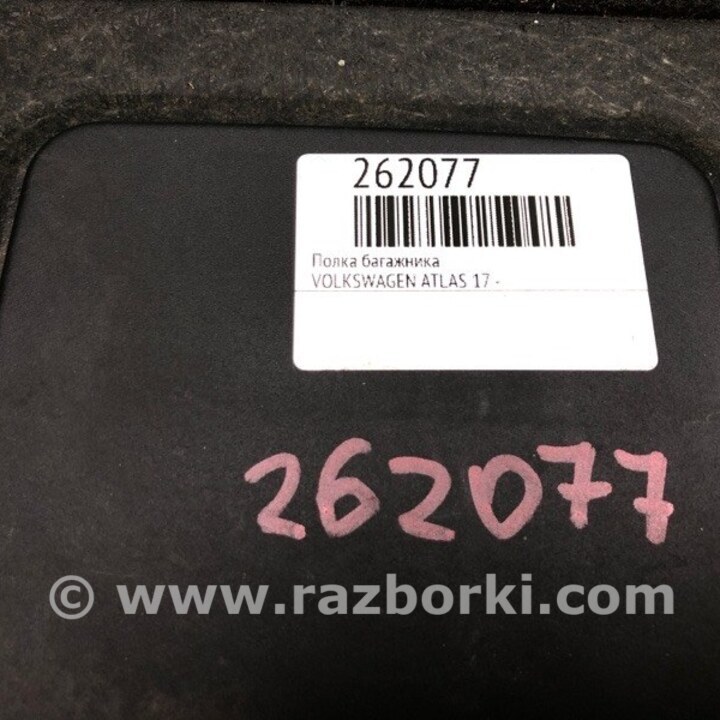 262077
Полка багажника
VOLKSWAGEN ATLAS 17 -
262077
© www.razborki.com